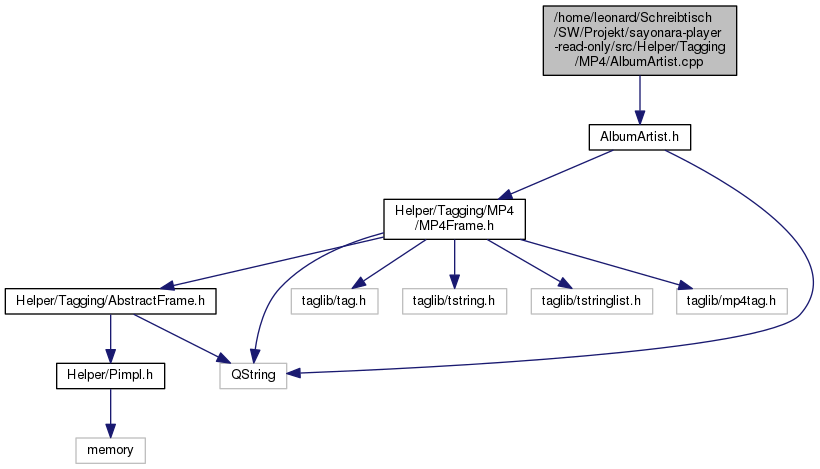 /home/leonard/Schreibtisch
/SW/Projekt/sayonara-player
-read-only/src/Helper/Tagging
/MP4/AlbumArtist.cpp
AlbumArtist.h
Helper/Tagging/MP4
/MP4Frame.h
Helper/Tagging/AbstractFrame.h
taglib/tag.h
taglib/tstring.h
taglib/tstringlist.h
taglib/mp4tag.h
Helper/Pimpl.h
QString
memory